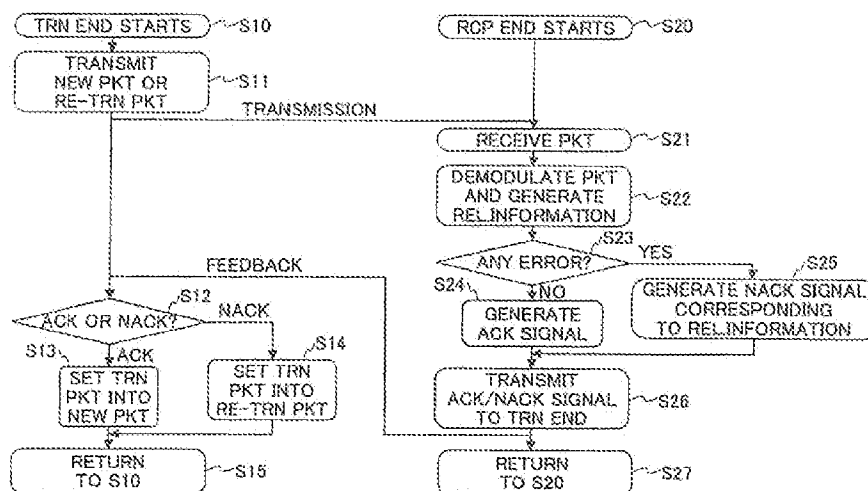 TRN END STARTS
S10
TRANSMIT
NEW PKT OR
RE-TRN PKT
S11
TRANSMISSION
RCP END STARTS
S20
RECEIVE PKT
S21
DEMODULATE PKT
AND GENERATE
REL.INFORMATION
S22
S23
ANY ERROR?
YES
NO
S24
GENERATE
ACK SIGNAL
S25
GENERATE NACK SIGNAL
CORRESPONDING
TO REL.INFORMATION
FEEDBACK
S12
ACK OR NACK?
NACK
ACK
S13
SET TRN
PKT INTO
NEW PKT
S14
SET TRN
PKT INTO
RE-TRN PKT
TRANSMIT
ACK/NACK SIGNAL
TO TRN END
S26
RETURN
TO S10
S15
RETURN
TO S20
S27